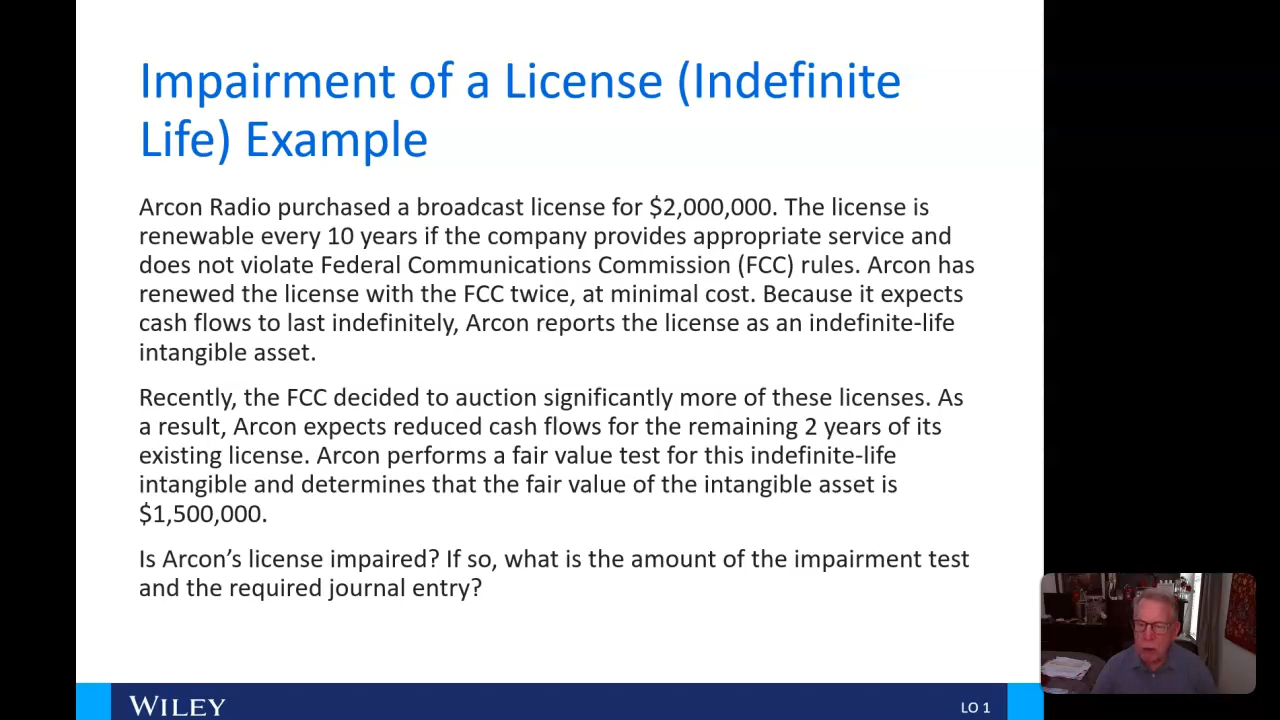 Impairment of a License (Indefinite
Life) Example
Arcon Radio purchased a broadcast license for $2,000,000. The license is
renewable every 10 years if the company provides appropriate service and
does not violate Federal Communications Commission (FCC) rules. Arcon has
renewed the license with the FCC twice, at minimal cost. Because it expects
cash flows to last indefinitely, Arcon reports the license as an indefinite-life
intangible asset.
Recently, the FCC decided to auction significantly more of these licenses. As
a result, Arcon expects reduced cash flows for the remaining 2 years of its
existing license. Arcon performs a fair value test for this indefinite-life
intangible and determines that the fair value of the intangible asset is
$1,500,000.
Is Arcon’s license impaired? If so, what is the amount of the impairment test
and the required journal entry?
WILEY
LO 1